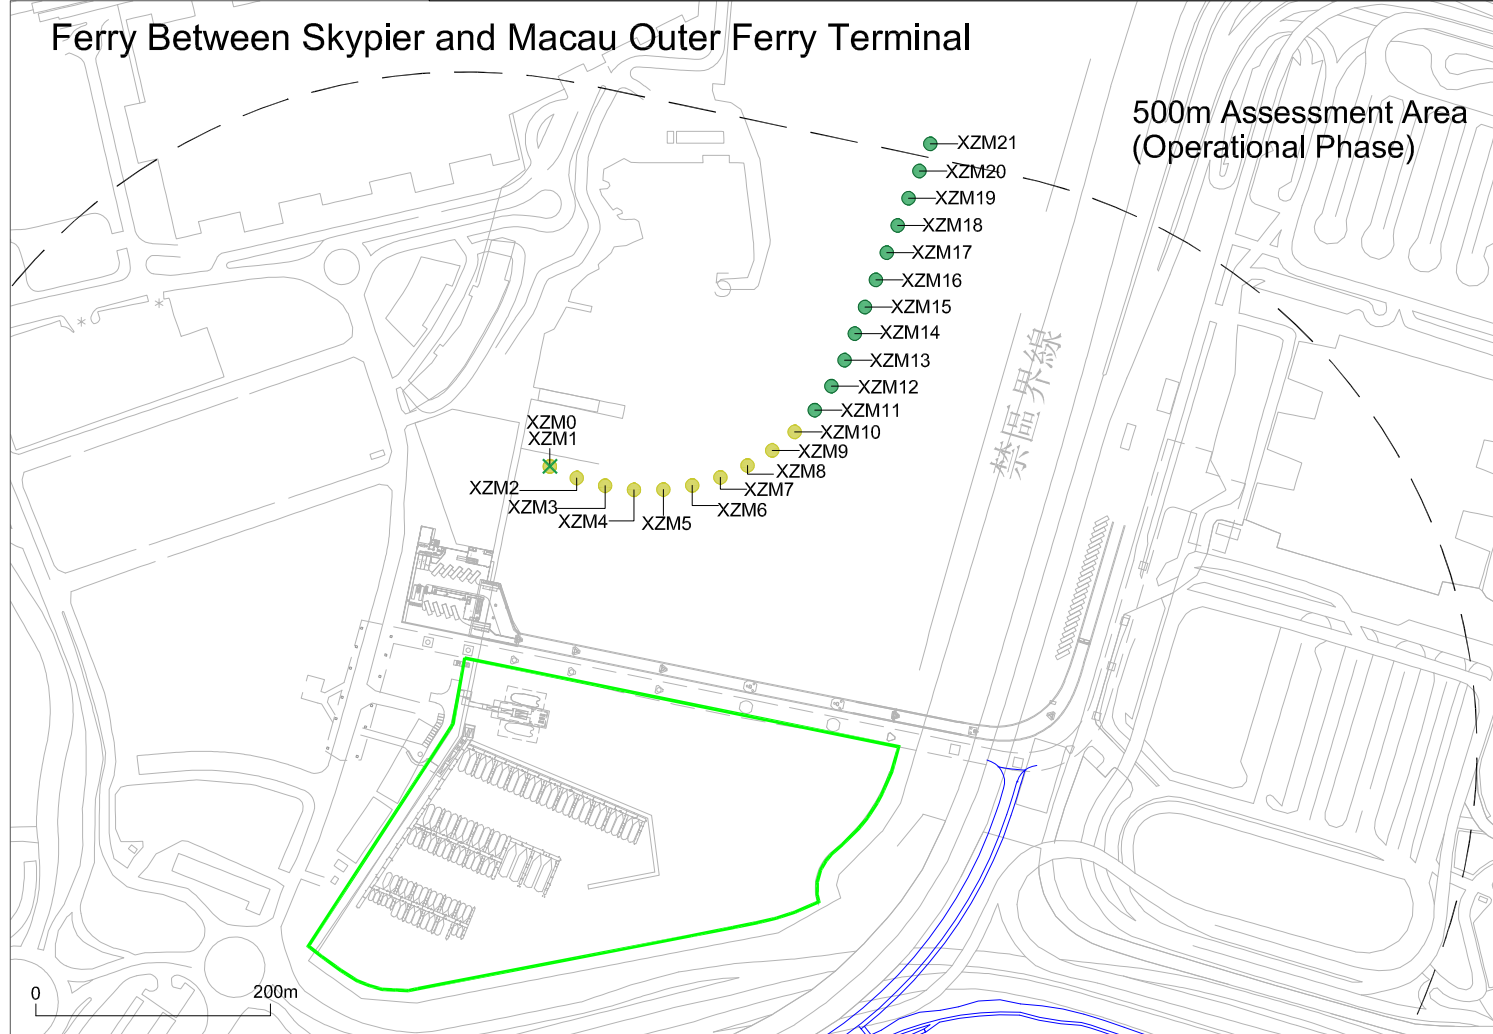 Ferry Between Skypier and Macau Outer Ferry Terminal
500m Assessment Area
(Operational Phase)
XZM21
XZM20
XZM19
XZM18
XZM17
XZM16
XZM15
XZM14
XZM13
XZM12
XZM11
XZM10
XZM9
XZM8
XZM7
XZM6
XZM5
XZM4
XZM3
XZM2
XZM0
XZM1
禁區界線
0
200m